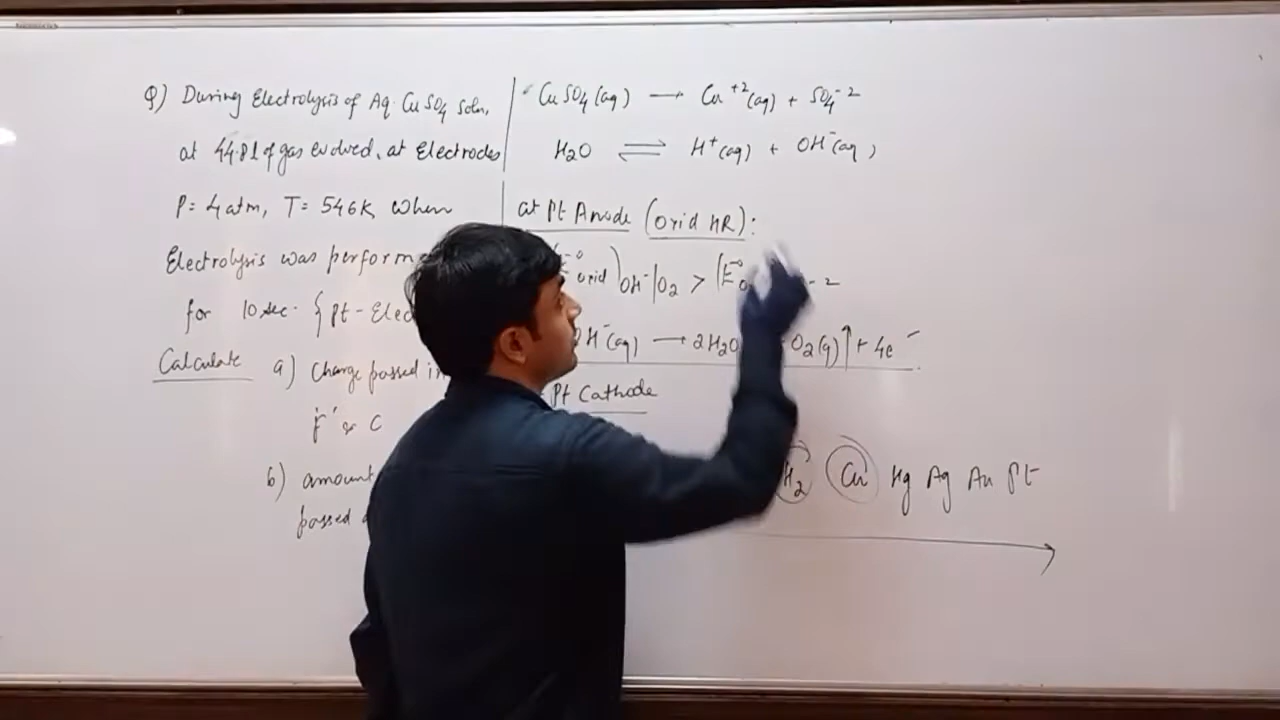 Q) During Electrolysis of Aq. CuSO4 soln,
at 44.8l of gas evolved, at Electrodes
P = 4 atm, T = 546K, when
Electrolysis was perform
for 10 sec. { Pt-Elec
Calculate a) Charge passed in
F or C
b) amount
passed
CuSO4(aq) → Cu+2(aq) + SO4-2
H2O ⇌ H+(aq) + OH-(aq)
at Pt Anode (Oxid HR):
oxid) OH-/O2 > (E°
OH-(aq) → 2H2O O2(g)↑ + 4e-
Pt Cathode
H2 Cu Hg Ag Au Pt